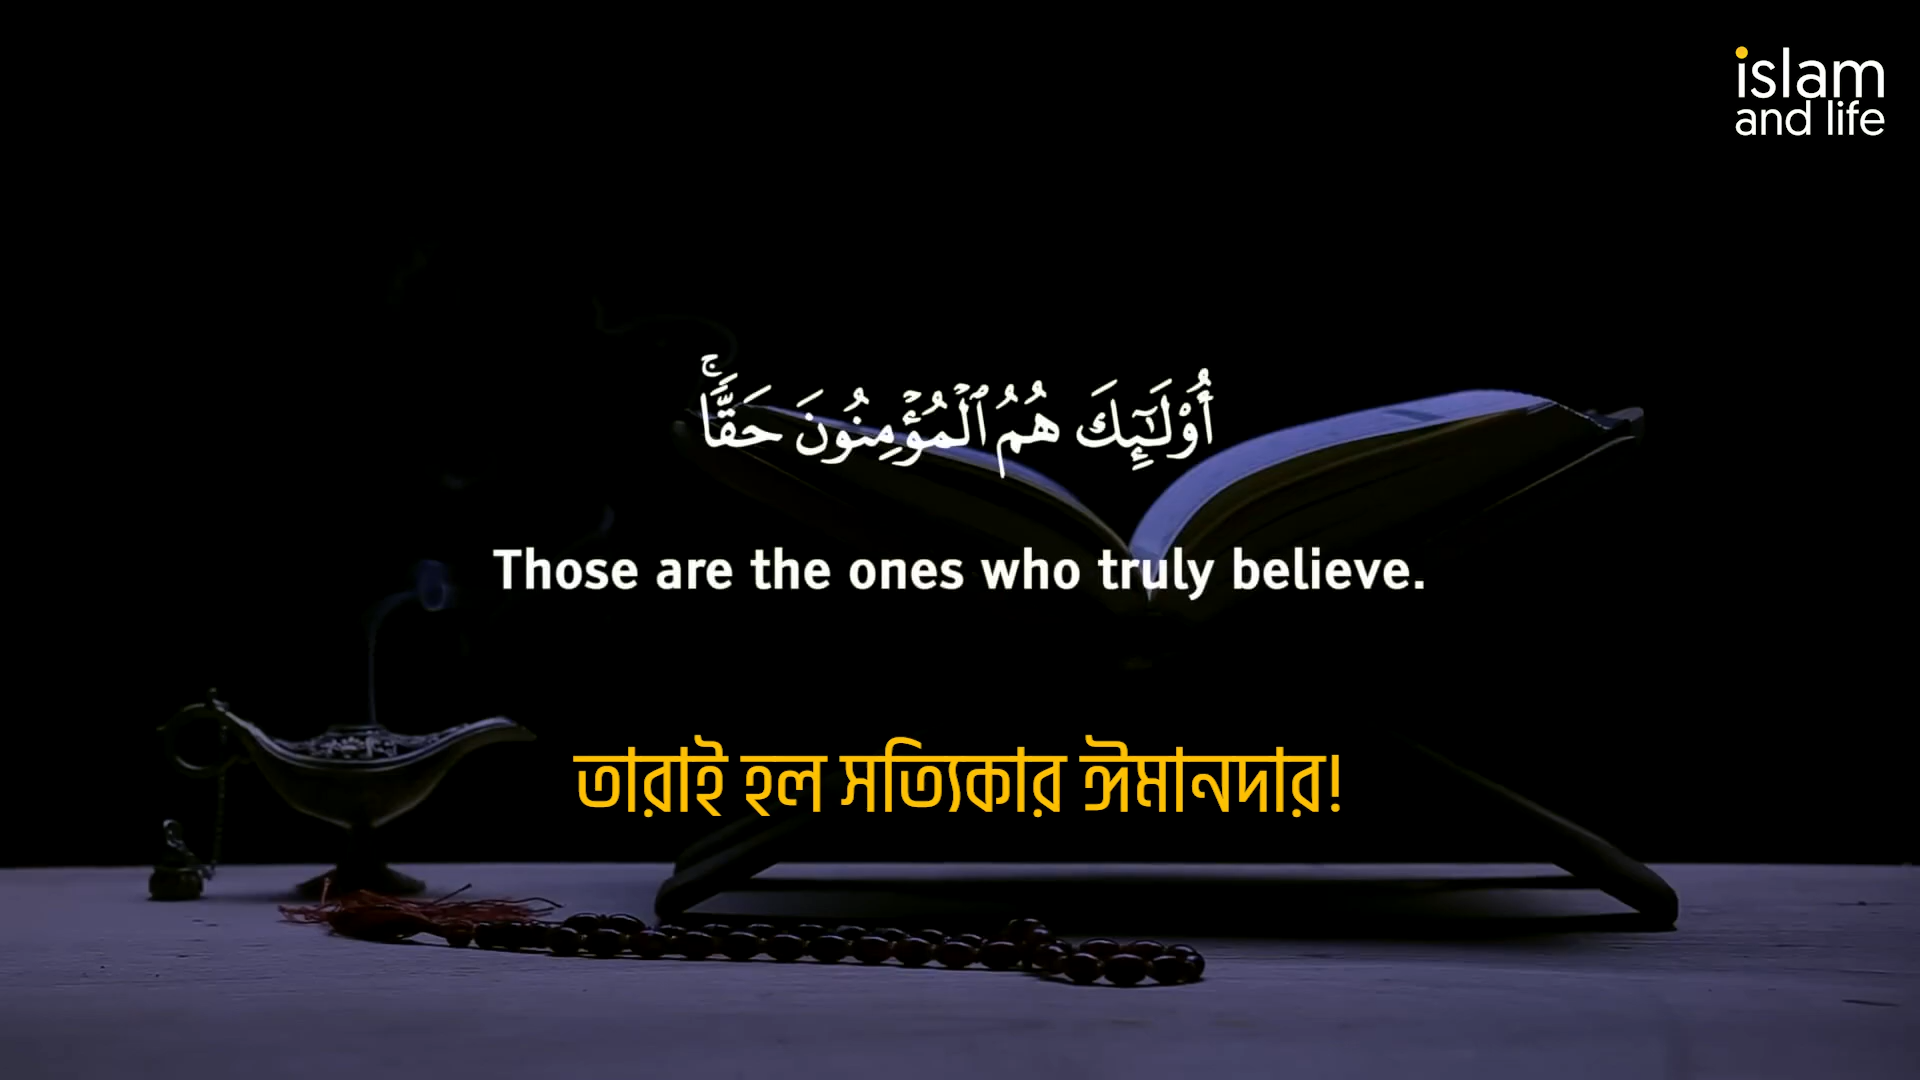 islam
and life
أُوْلَـٰٓئِكَ هُمُ ٱلۡمُؤۡمِنُونَ حَقّٗاۚ
Those are the ones who truly believe.
তারাই হল সত্যিকার ঈমানদার!